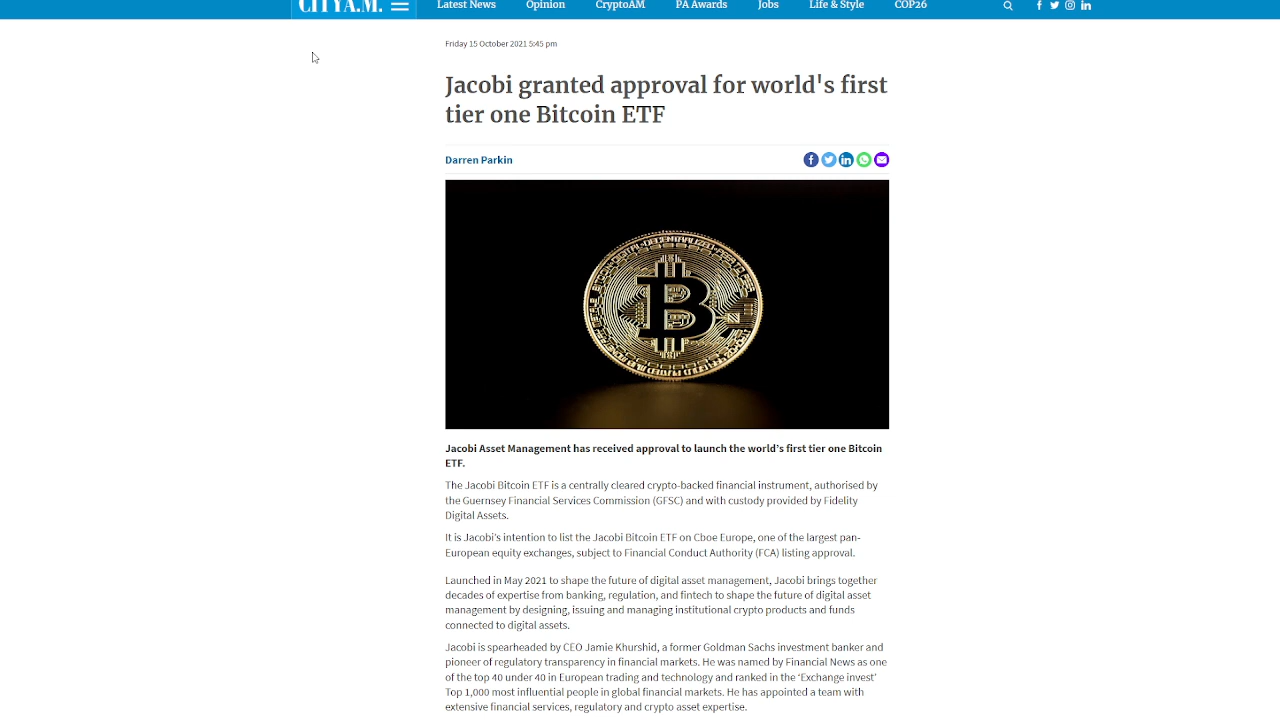 CITYA.M.
Latest News Opinion CryptoAM PA Awards Jobs Life & Style COP26
Friday 15 October 2021 5:45 pm
Jacobi granted approval for world's first
tier one Bitcoin ETF
Darren Parkin
Jacobi Asset Management has received approval to launch the world’s first tier one Bitcoin
ETF.
The Jacobi Bitcoin ETF is a centrally cleared crypto-backed financial instrument, authorised by
the Guernsey Financial Services Commission (GFSC) and with custody provided by Fidelity
Digital Assets.
It is Jacobi’s intention to list the Jacobi Bitcoin ETF on Cboe Europe, one of the largest pan-
European equity exchanges, subject to Financial Conduct Authority (FCA) listing approval.
Launched in May 2021 to shape the future of digital asset management, Jacobi brings together
decades of expertise from banking, regulation, and fintech to shape the future of digital asset
management by designing, issuing and managing institutional crypto products and funds
connected to digital assets.
Jacobi is spearheaded by CEO Jamie Khurshid, a former Goldman Sachs investment banker and
pioneer of regulatory transparency in financial markets. He was named by Financial News as one
of the top 40 under 40 in European trading and technology and ranked in the ‘Exchange invest’
Top 1,000 most influential people in global financial markets. He has appointed a team with
extensive financial services, regulatory and crypto asset expertise.